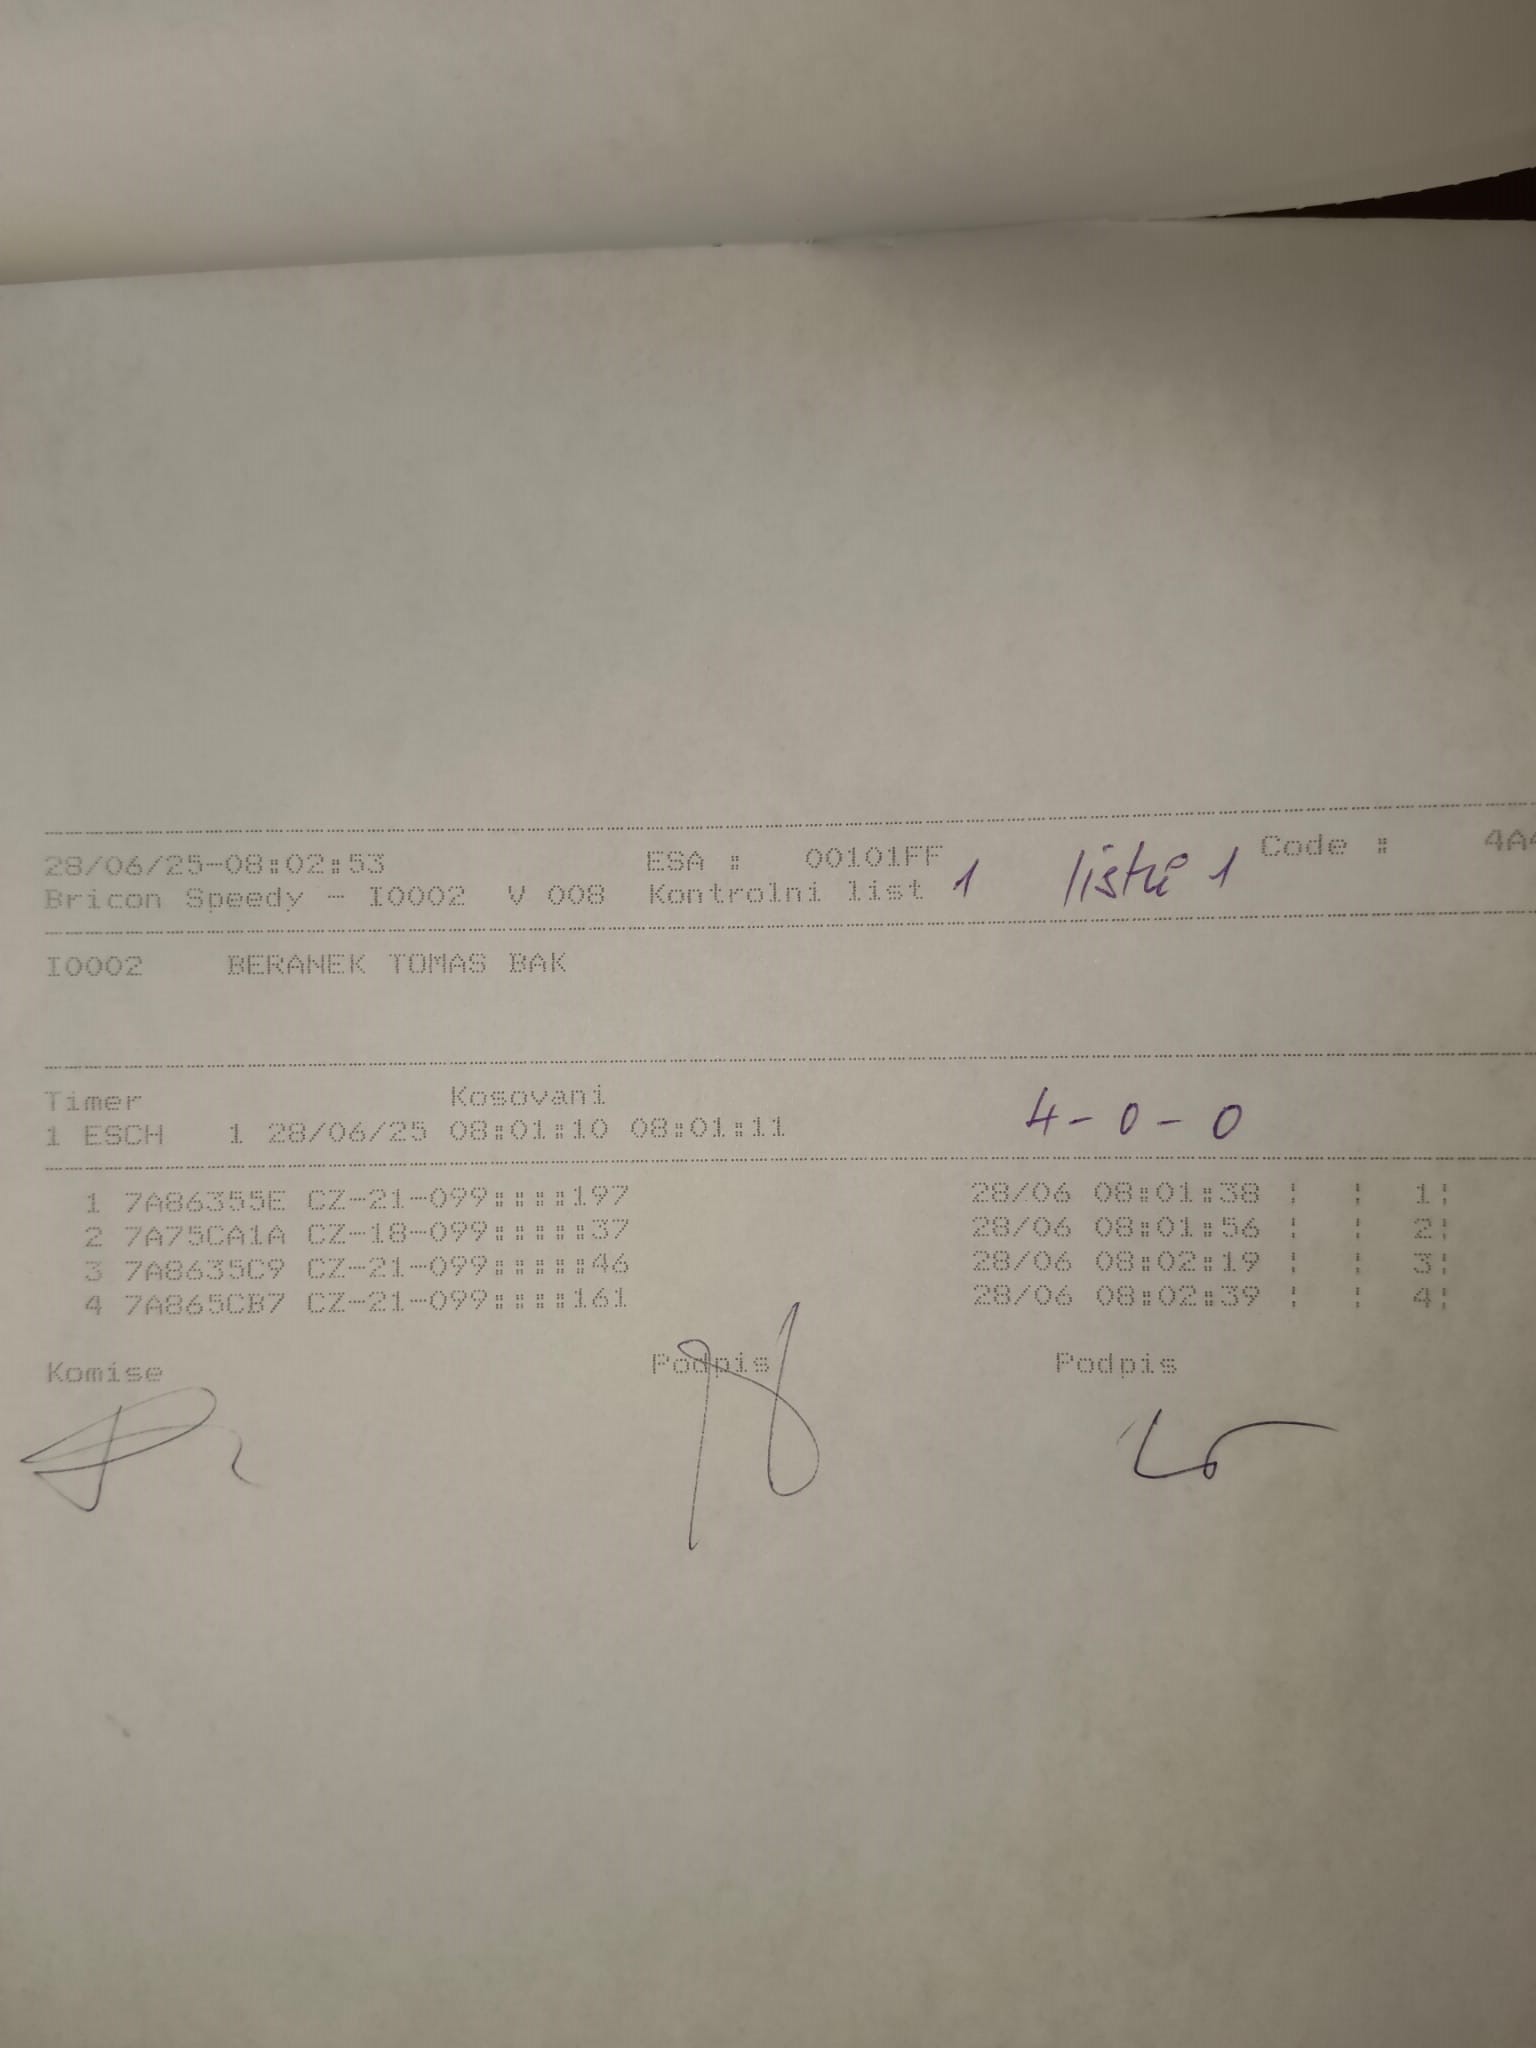 28/06/25-08:02:53 ESA : 00101FF Code : 4A4
Bricon Speedy - I0002 V 008 Kontrolni list 1 listů 1
I0002 BERANEK TOMAS BAK
Timer Kosovani
1 ESCH 1 28/06/25 08:01:10 08:01:11 4-0-0
1 7A86355E CZ-21-099::::197 28/06 08:01:38 ¦ ¦ 1¦
2 7A75CA1A CZ-18-099:::::37 28/06 08:01:56 ¦ ¦ 2¦
3 7A8635C9 CZ-21-099:::::46 28/06 08:02:19 ¦ ¦ 3¦
4 7A865CB7 CZ-21-099::::161 28/06 08:02:39 ¦ ¦ 4¦
Komise Podpis Podpis